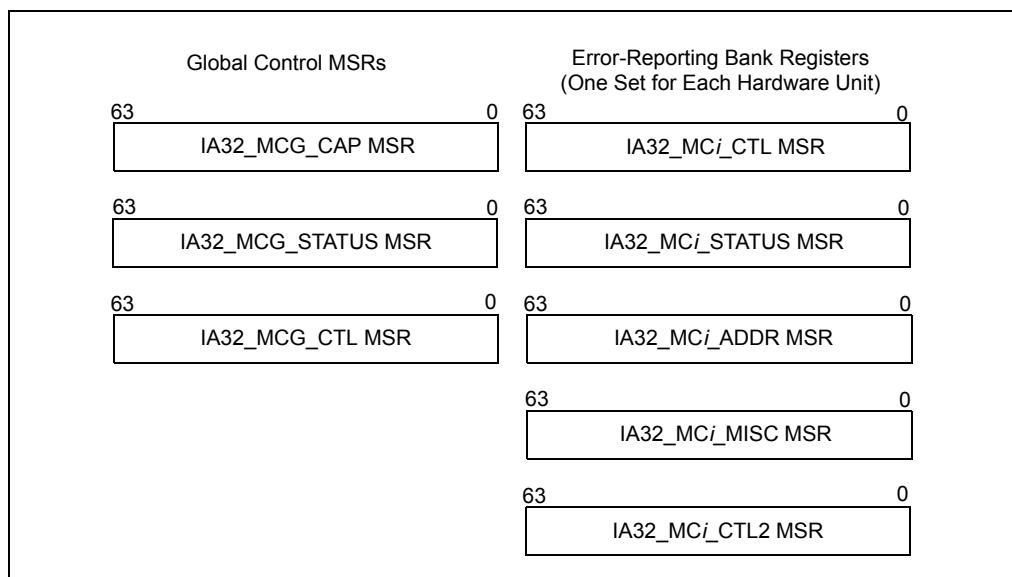 Global Control MSRs
63 0
IA32_MCG_CAP MSR
63 0
IA32_MCG_STATUS MSR
63 0
IA32_MCG_CTL MSR
Error-Reporting Bank Registers
(One Set for Each Hardware Unit)
63 0
IA32_MCi_CTL MSR
63 0
IA32_MCi_STATUS MSR
63 0
IA32_MCi_ADDR MSR
63 0
IA32_MCi_MISC MSR
63 0
IA32_MCi_CTL2 MSR